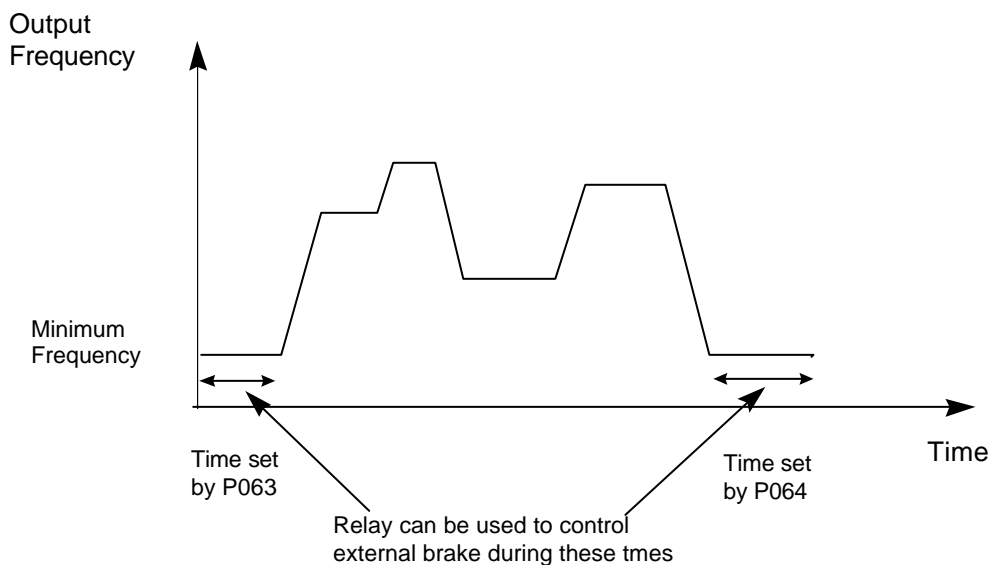 Output
Frequency
Minimum
Frequency
Time
Time set
by P063
Time set
by P064
Relay can be used to control
external brake during these tmes